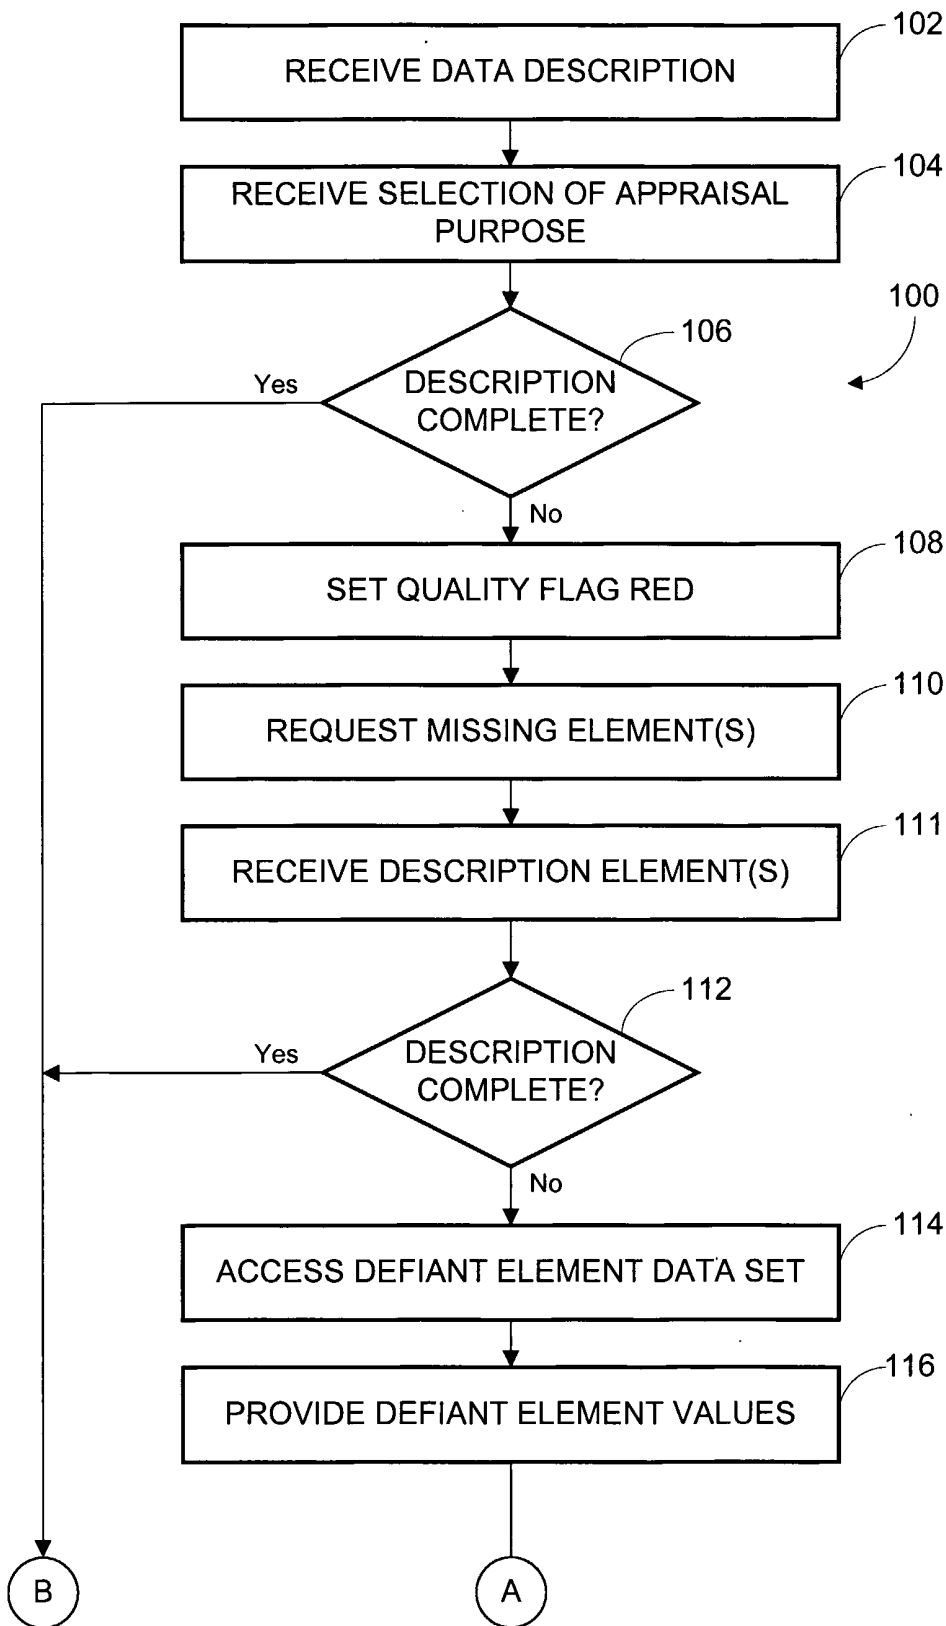 102
RECEIVE DATA DESCRIPTION
104
RECEIVE SELECTION OF APPRAISAL
PURPOSE
100
106
Yes
DESCRIPTION
COMPLETE?
No
108
SET QUALITY FLAG RED
110
REQUEST MISSING ELEMENT(S)
111
RECEIVE DESCRIPTION ELEMENT(S)
112
Yes
DESCRIPTION
COMPLETE?
No
114
ACCESS DEFIANT ELEMENT DATA SET
116
PROVIDE DEFIANT ELEMENT VALUES
B
A